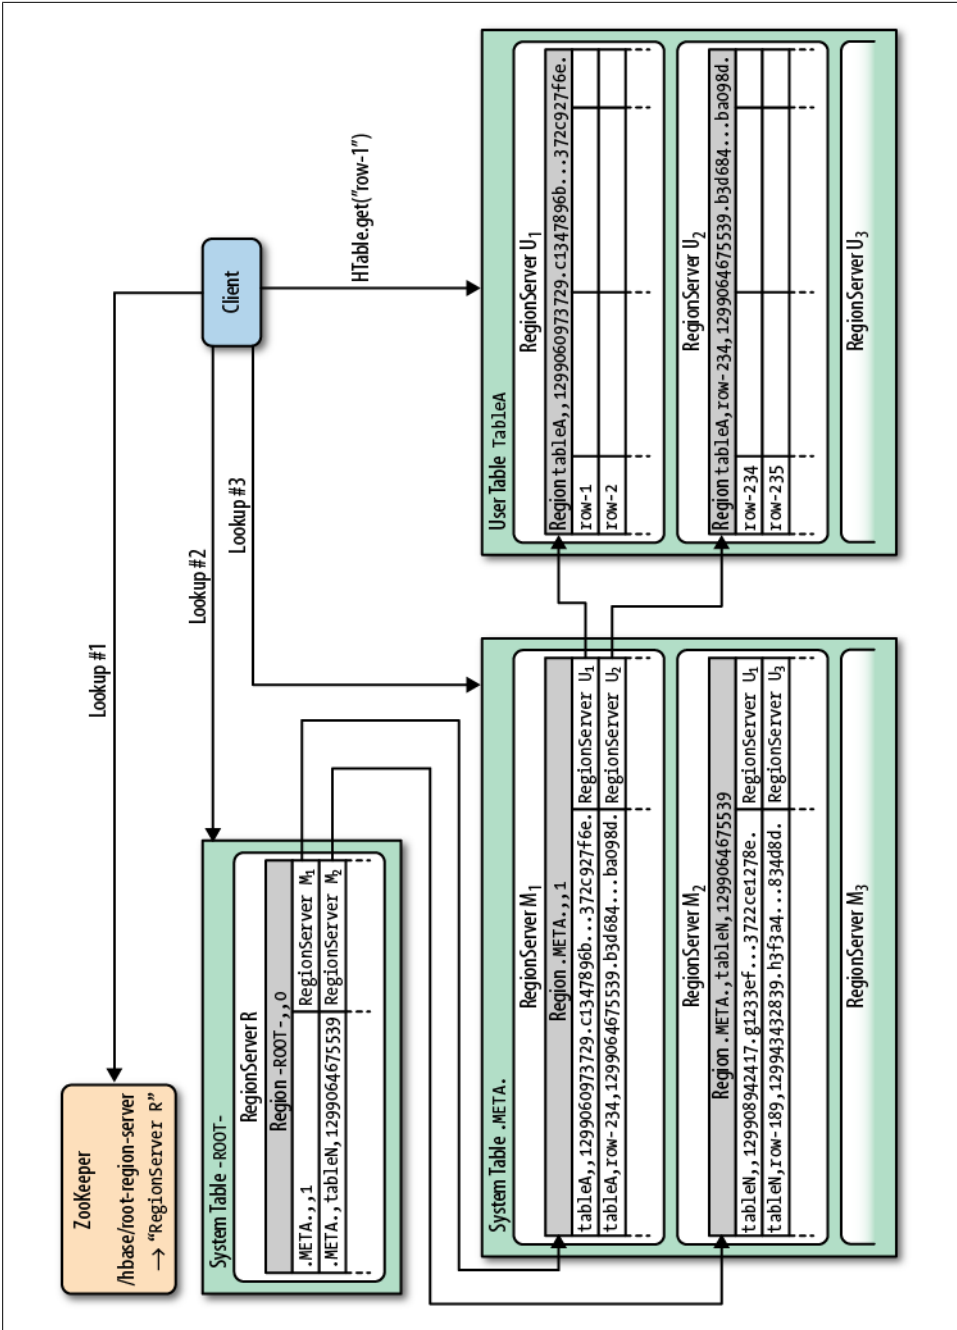 ZooKeeper
/hbase/root-region-server
→ “RegionServer R”
Lookup #1
Lookup #2
Lookup #3
Client
HTable.get(“row-1”)
System Table -ROOT-
RegionServer R
Region -ROOT-,,0
.META.,,1 RegionServer M1
.META.,tableN,1299064675539 RegionServer M2
System Table .META.
RegionServer M1
Region .META.,,1
tableA,,1299060973729.c1347896b...372c927f6e. RegionServer U1
tableA,row-234,1299064675539.b3d684...ba098d. RegionServer U2
RegionServer M2
Region .META.,tableN,1299064675539
tableN,,129908942417.g1233ef...3722ce1278e. RegionServer U1
tableN,row-189,129943432839.h3f3a4...834d8d. RegionServer U3
RegionServer M3
User Table TableA
RegionServer U1
Region tableA,,1299060973729.c1347896b...372c927f6e.
row-1
row-2
RegionServer U2
Region tableA,row-234,1299064675539.b3d684...ba098d.
row-234
row-235
RegionServer U3